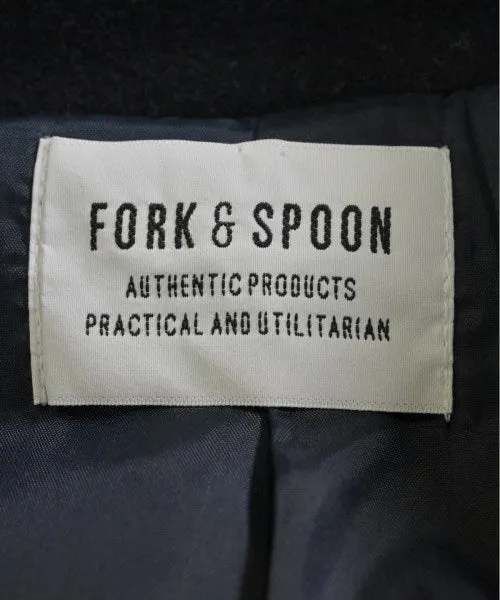 FORK & SPOON
AUTHENTIC PRODUCTS
PRACTICAL AND UTILITARIAN